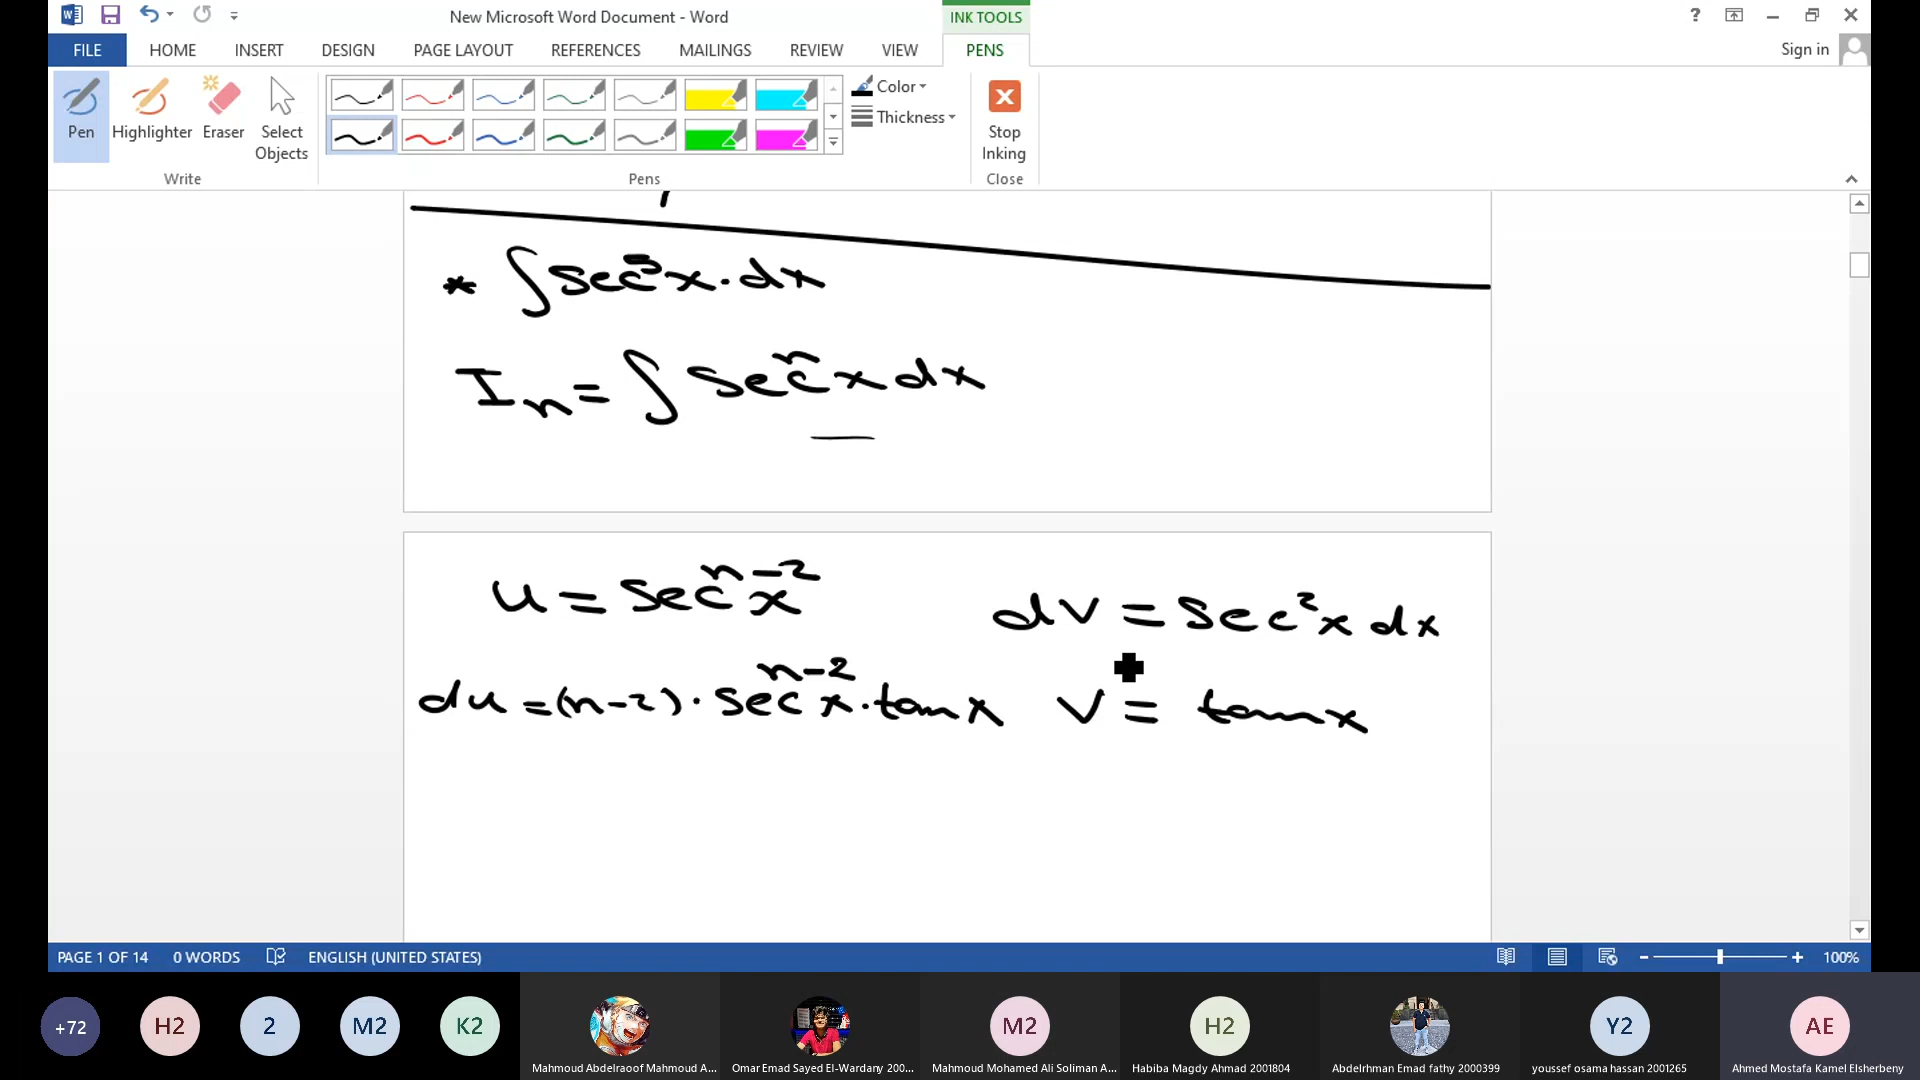 New Microsoft Word Document - Word
INK TOOLS
FILE HOME INSERT DESIGN PAGE LAYOUT REFERENCES MAILINGS REVIEW VIEW PENS
Sign in
Pen Highlighter Eraser Select Objects
Color
Thickness
Stop Inking
Write Pens Close
* ∫ sec³x · dx
Iₙ = ∫ secⁿx dx
u = secⁿ⁻²x dv = sec²x dx
du = (n-2) · secⁿ⁻²x · tanx v = tanx
PAGE 1 OF 14 0 WORDS ENGLISH (UNITED STATES) 100%
+72 H2 2 M2 K2 M2 H2 Y2 AE
Mahmoud Abdelraoof Mahmoud A... Omar Emad Sayed El-Wardany 200... Mahmoud Mohamed Ali Soliman A... Habiba Magdy Ahmad 2001804 Abdelrhman Emad fathy 2000399 youssef osama hassan 2001265 Ahmed Mostafa Kamel Elsherbeny